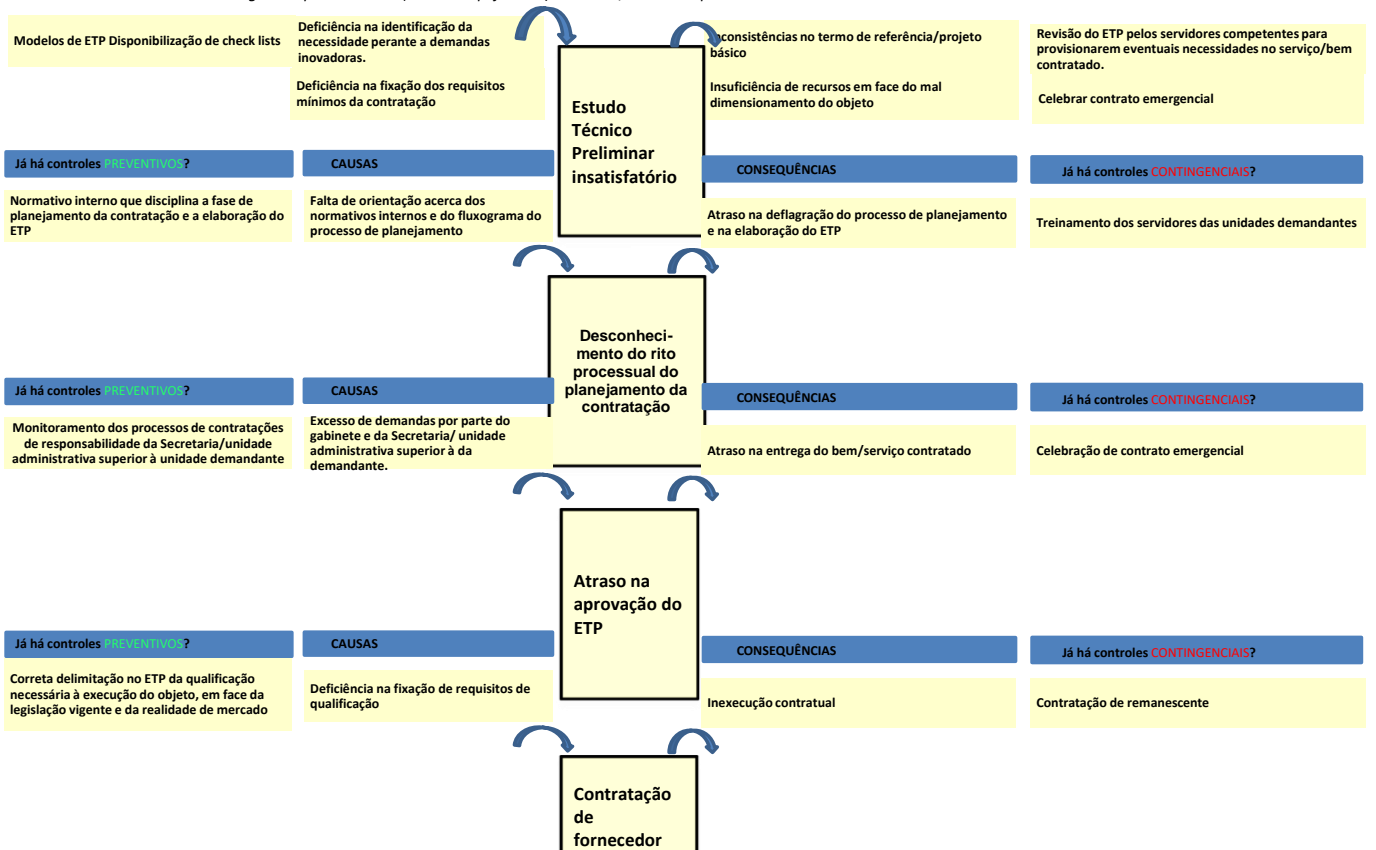 Modelos de ETP Disponibilização de check lists
Deficiência na identificação da
necessidade perante a demandas
inovadoras.
Deficiência na fixação dos requisitos
mínimos da contratação
Estudo
Técnico
Preliminar
insatisfatório
Inconsistências no termo de referência/projeto
básico
Insuficiência de recursos em face do mal
dimensionamento do objeto
Revisão do ETP pelos servidores competentes para
provisionarem eventuais necessidades no serviço/bem
contratado.
Celebrar contrato emergencial
Já há controles PREVENTIVOS?
CAUSAS
CONSEQUÊNCIAS
Já há controles CONTINGENCIAIS?
Normativo interno que disciplina a fase de
planejamento da contratação e a elaboração do
ETP
Falta de orientação acerca dos
normativos internos e do fluxograma do
processo de planejamento
Atraso na deflagração do processo de planejamento
e na elaboração do ETP
Treinamento dos servidores das unidades demandantes
Desconheci-
mento do rito
processual do
planejamento da
contratação
Já há controles PREVENTIVOS?
CAUSAS
CONSEQUÊNCIAS
Já há controles CONTINGENCIAIS?
Monitoramento dos processos de contratações
de responsabilidade da Secretaria/unidade
administrativa superior à unidade demandante
Excesso de demandas por parte do
gabinete e da Secretaria/ unidade
administrativa superior à da
demandante.
Atraso na entrega do bem/serviço contratado
Celebração de contrato emergencial
Atraso na
aprovação do
ETP
Já há controles PREVENTIVOS?
CAUSAS
CONSEQUÊNCIAS
Já há controles CONTINGENCIAIS?
Correta delimitação no ETP da qualificação
necessária à execução do objeto, em face da
legislação vigente e da realidade de mercado
Deficiência na fixação de requisitos de
qualificação
Inexecução contratual
Contratação de remanescente
Contratação
de
fornecedor